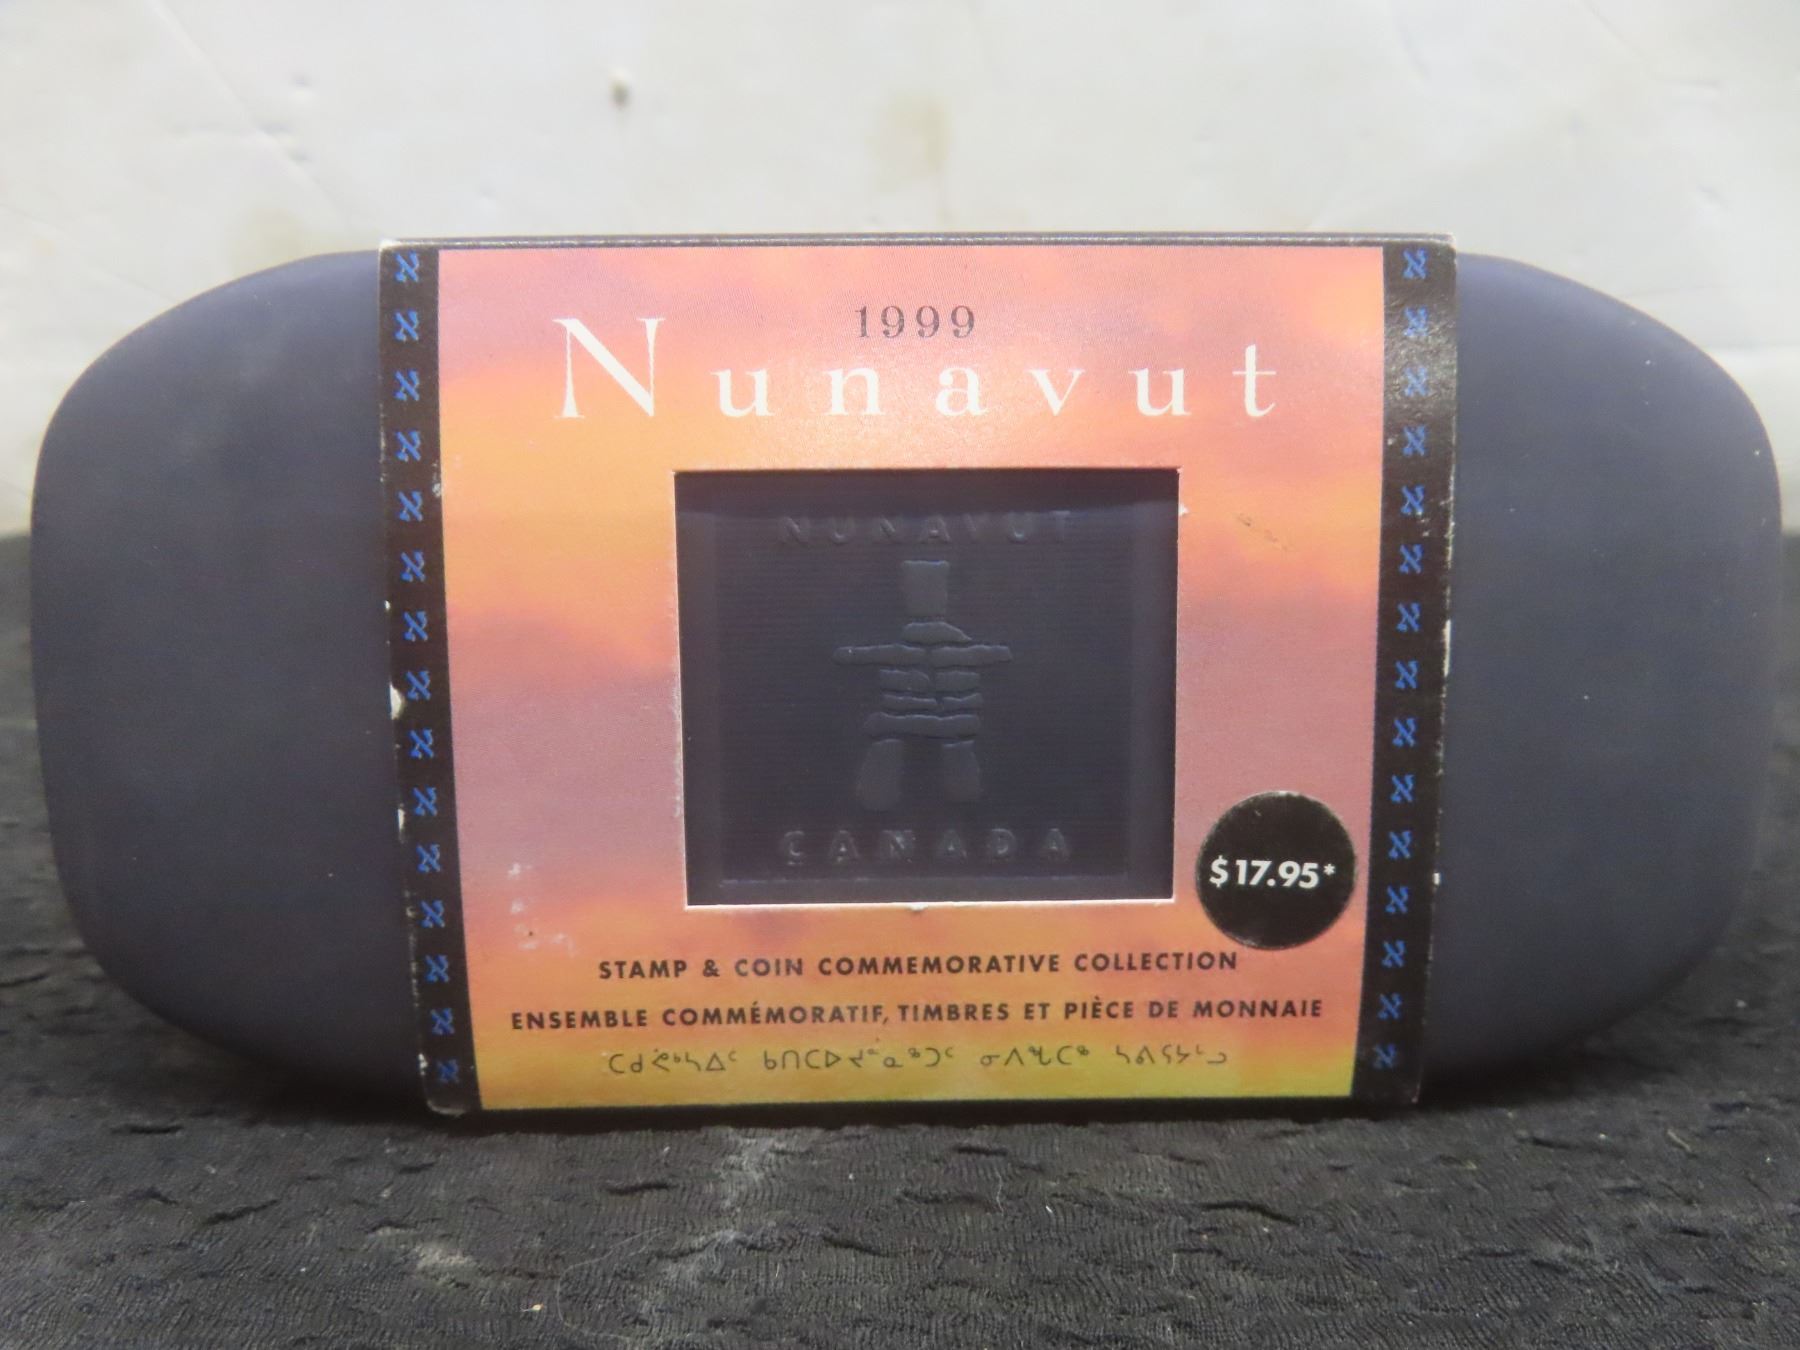 1999
Nunavut
NUNAVUT
CANADA
$17.95*
STAMP & COIN COMMEMORATIVE COLLECTION
ENSEMBLE COMMÉMORATIF, TIMBRES ET PIÈCE DE MONNAIE